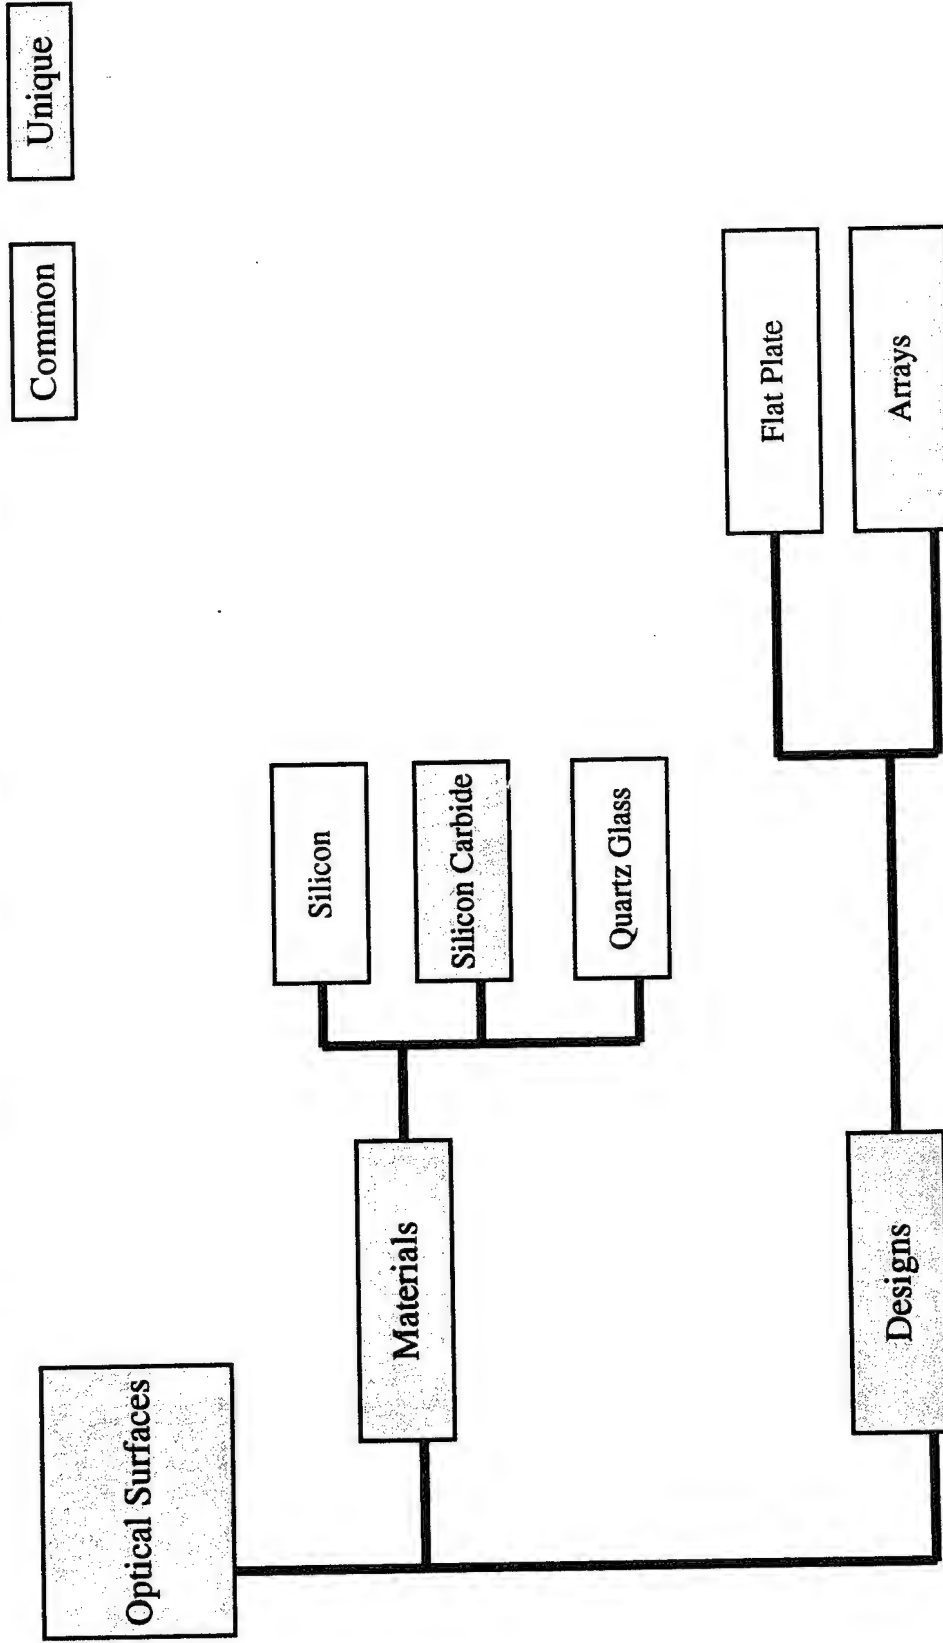 Optical Surfaces
Common
Unique
Materials
Silicon
Silicon Carbide
Quartz Glass
Designs
Flat Plate
Arrays